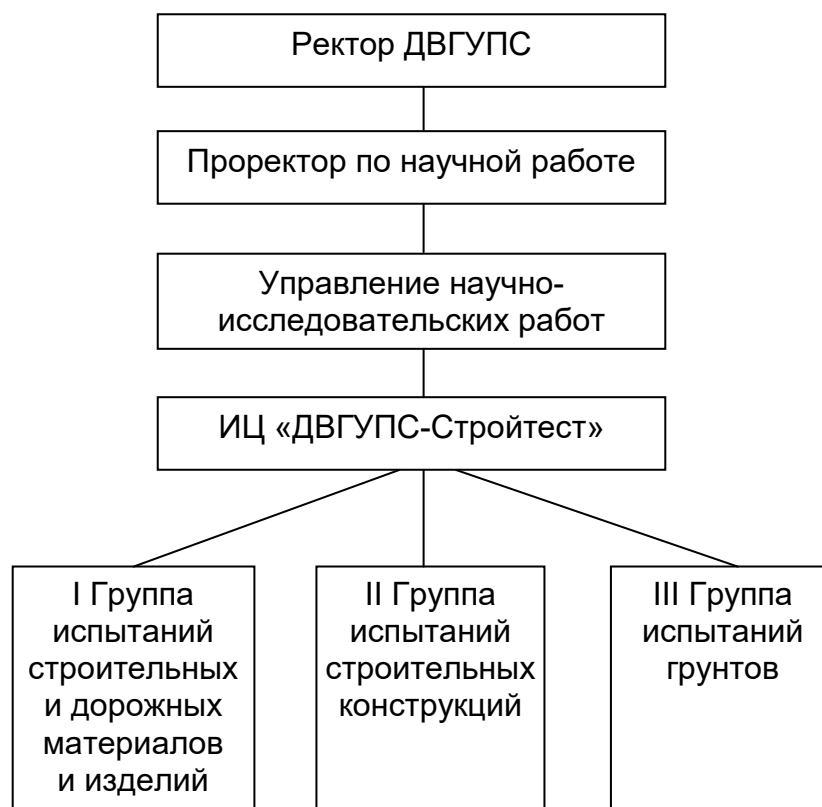 Ректор ДВГУПС
Проректор по научной работе
Управление научно-
исследовательских работ
ИЦ «ДВГУПС-Стройтест»
I Группа
испытаний
строительных
и дорожных
материалов
и изделий
II Группа
испытаний
строительных
конструкций
III Группа
испытаний
грунтов